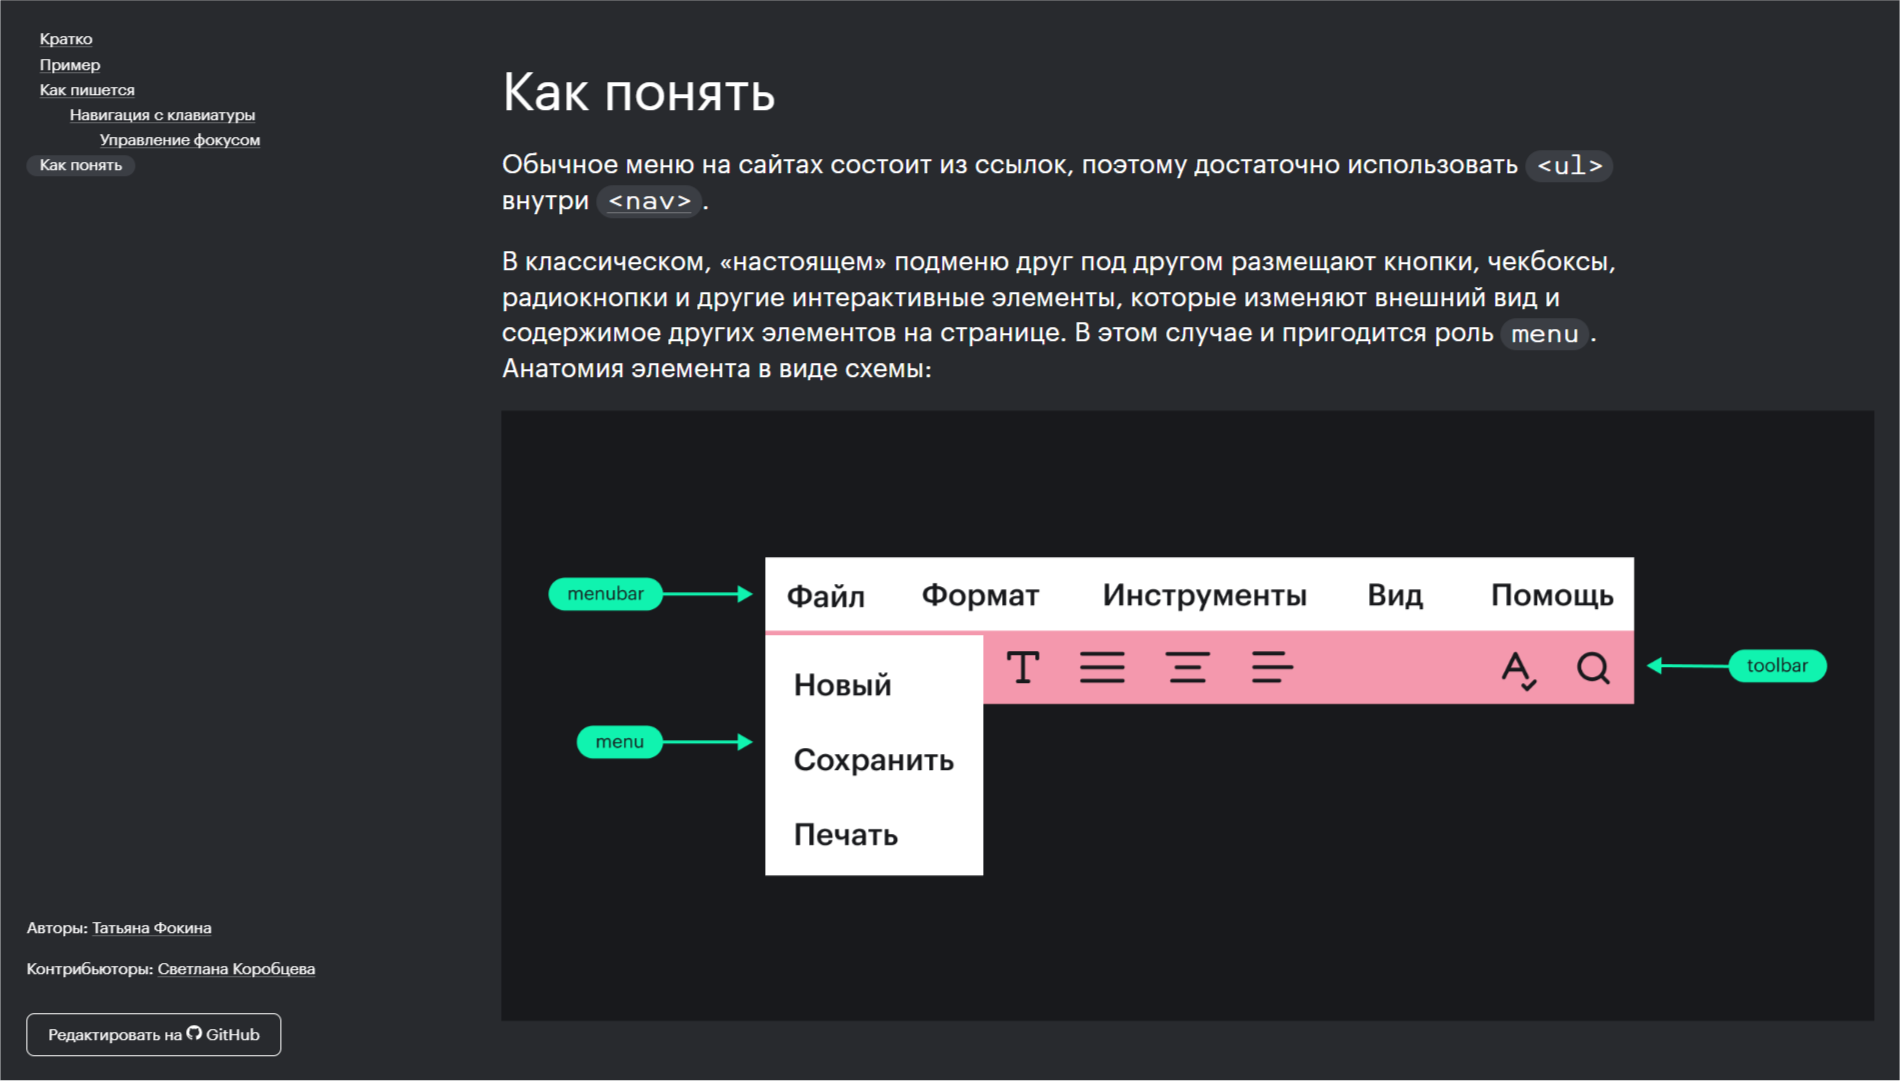 Кратко
Пример
Как пишется
Навигация с клавиатуры
Управление фокусом
Как понять
Авторы: Татьяна Фокина
Контрибьюторы: Светлана Коробцева
Редактировать на GitHub
Как понять
Обычное меню на сайтах состоит из ссылок, поэтому достаточно использовать <ul>
внутри <nav>.
В классическом, «настоящем» подменю друг под другом размещают кнопки, чекбоксы,
радиокнопки и другие интерактивные элементы, которые изменяют внешний вид и
содержимое других элементов на странице. В этом случае и пригодится роль menu.
Анатомия элемента в виде схемы:
menubar
Файл Формат Инструменты Вид Помощь
toolbar
menu
Новый
Сохранить
Печать